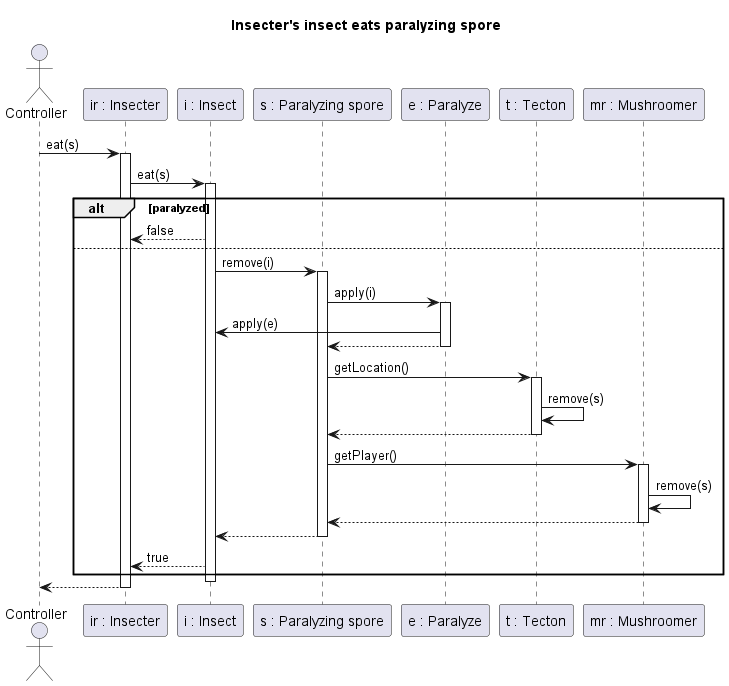 Insecter's insect eats paralyzing spore
Controller
ir : Insecter
i : Insect
s : Paralyzing spore
e : Paralyze
t : Tecton
mr : Mushroomer
eat(s)
eat(s)
alt
[paralyzed]
false
remove(i)
apply(i)
apply(e)
getLocation()
remove(s)
getPlayer()
remove(s)
true
Controller
ir : Insecter
i : Insect
s : Paralyzing spore
e : Paralyze
t : Tecton
mr : Mushroomer